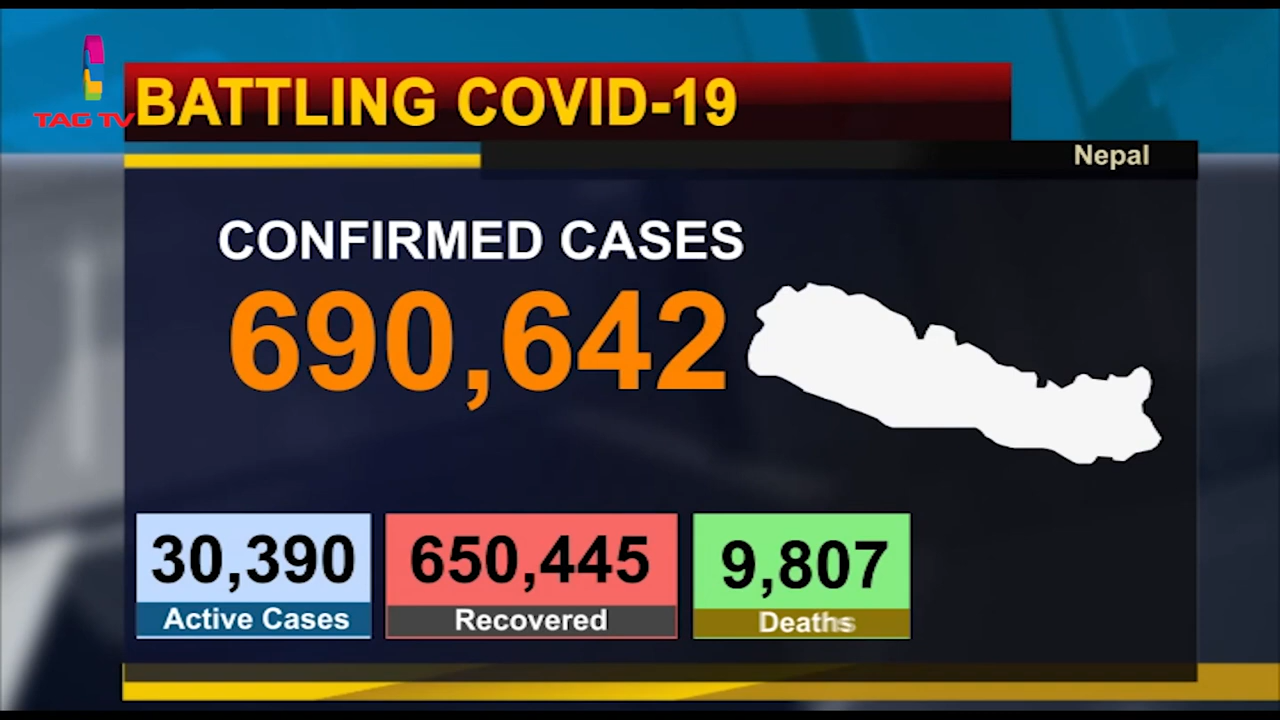 TAG TV
BATTLING COVID-19
Nepal
CONFIRMED CASES
690,642
30,390
Active Cases
650,445
Recovered
9,807
Deaths